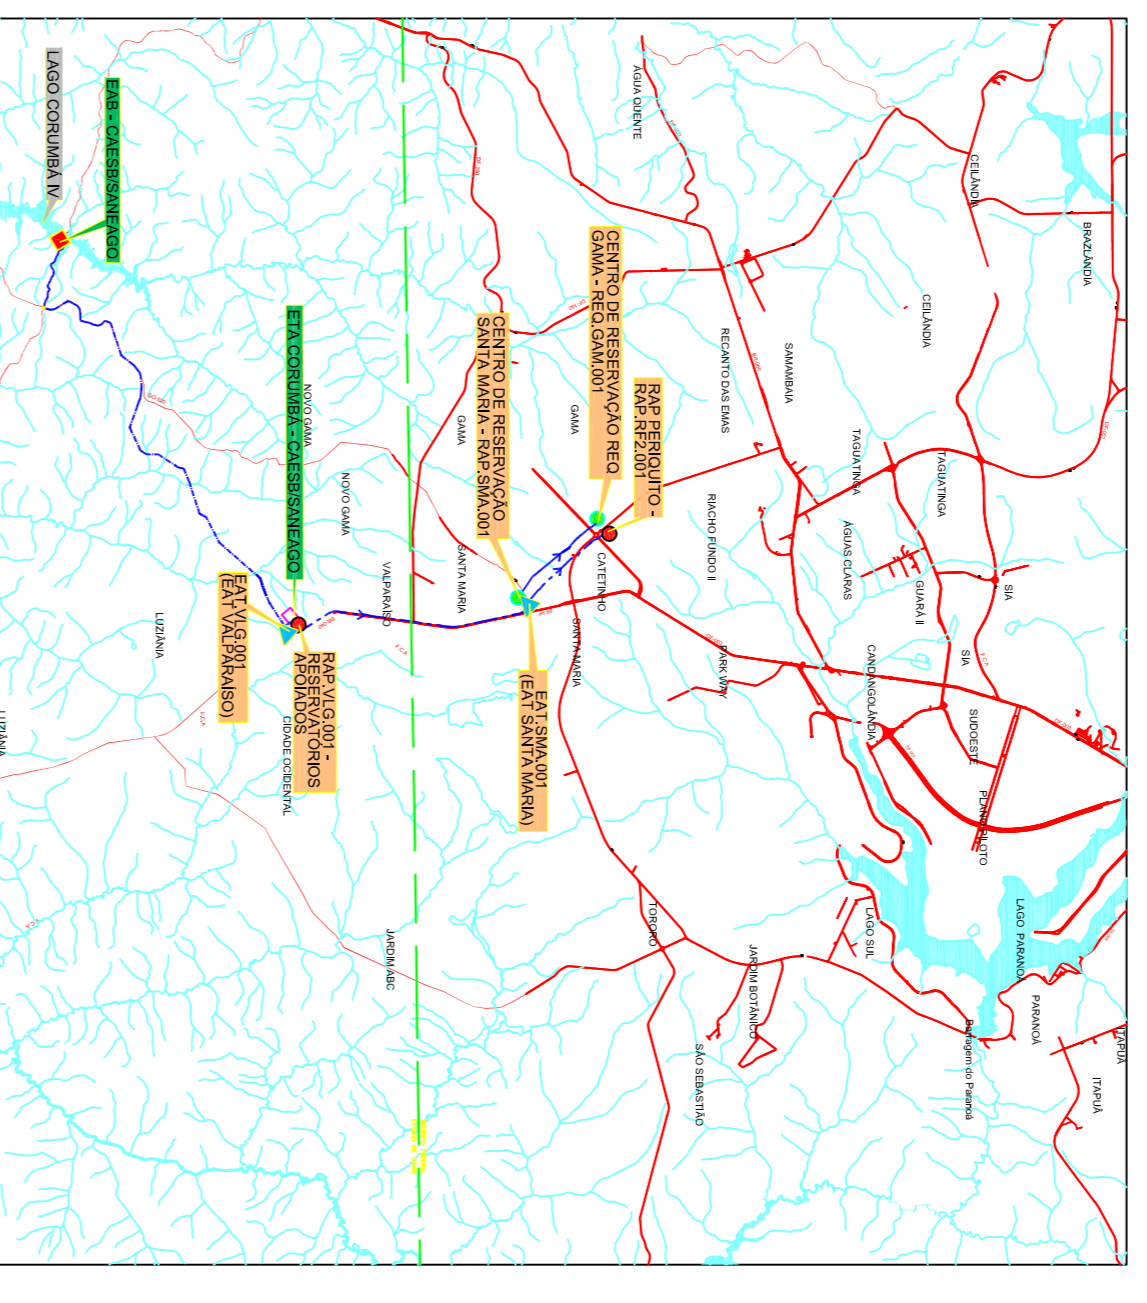 BRAZLÂNDIA
CEILÂNDIA
CEILÂNDIA
ÁGUA QUENTE
SAMAMBAIA
RECANTO DAS EMAS
TAGUATINGA
TAGUATINGA
ÁGUAS CLARAS
RIACHO FUNDO II
GUARÁ II
SIA
SIA
CANDANGOLÂNDIA
SUDOESTE
PLANO PILOTO
PARK WAY
LAGO SUL
LAGO PARANOÁ
PARANOÁ
ITAPUÃ
ITAPUÃ
Barragem do Paranoá
JARDIM BOTÂNICO
SÃO SEBASTIÃO
TORORÓ
RAP PERIQUITO -
RAP.RF2.001
CENTRO DE RESERVAÇÃO REQ
GAMA - REQ.GAM.001
GAMA
CATETINHO
SANTA MARIA
CENTRO DE RESERVAÇÃO
SANTA MARIA - RAP.SMA.001
GAMA
SANTA MARIA
EAT.SMA.001
(EAT SANTA MARIA)
VALPARAÍSO
NOVO GAMA
NOVO GAMA
JARDIM ABC
ETA CORUMBÁ - CAESB/SANEAGO
RAP.VLG.001 -
RESERVATÓRIOS
APOIADOS
CIDADE OCIDENTAL
EAT.VLG.001
(EAT VALPARAÍSO)
LUZIÂNIA
LUZIÂNIA
EAB - CAESB/SANEAGO
LAGO CORUMBÁ IV
F.C.A
F.C.A
F.C.A
F.C.A